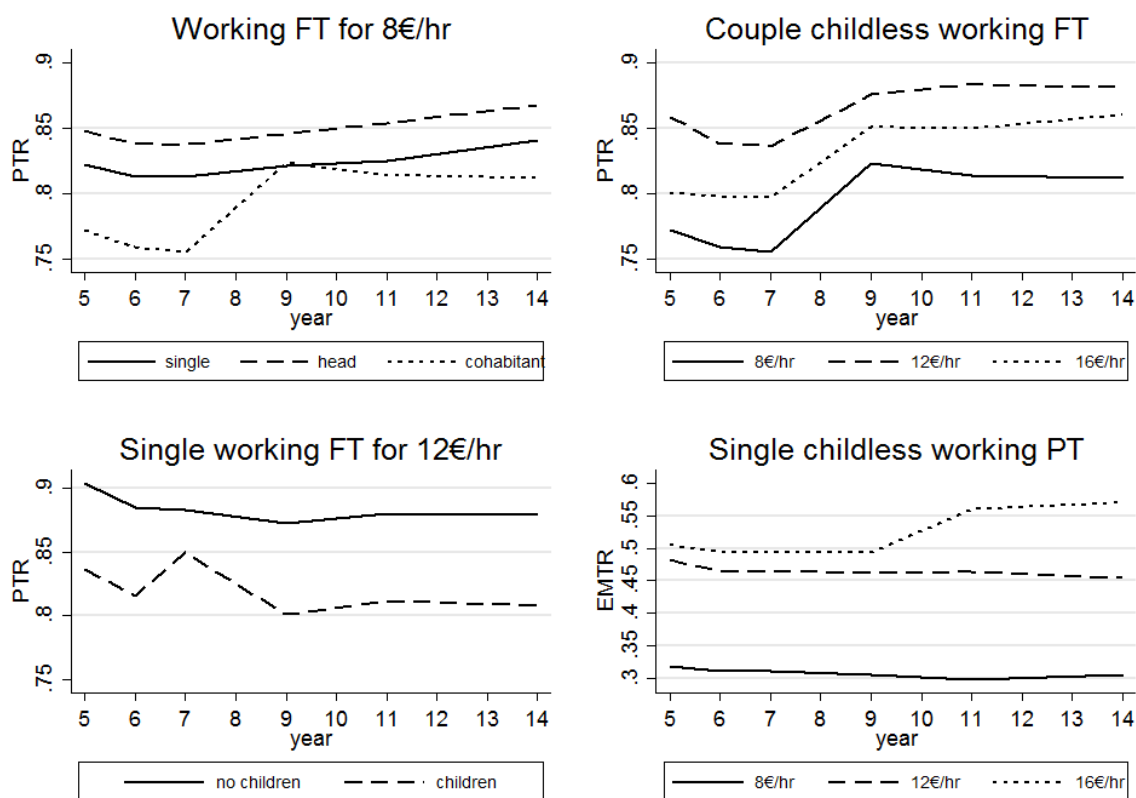 Working FT for 8€/hr
PTR
.9
.85
.8
.75
5 6 7 8 9 10 11 12 13 14
year
single head cohabitant
Couple childless working FT
PTR
.9
.85
.8
.75
5 6 7 8 9 10 11 12 13 14
year
8€/hr 12€/hr 16€/hr
Single working FT for 12€/hr
PTR
.9
.85
.8
.75
5 6 7 8 9 10 11 12 13 14
year
no children children
Single childless working PT
EMTR
.6
.55
.5
.45
.4
.35
.3
5 6 7 8 9 10 11 12 13 14
year
8€/hr 12€/hr 16€/hr